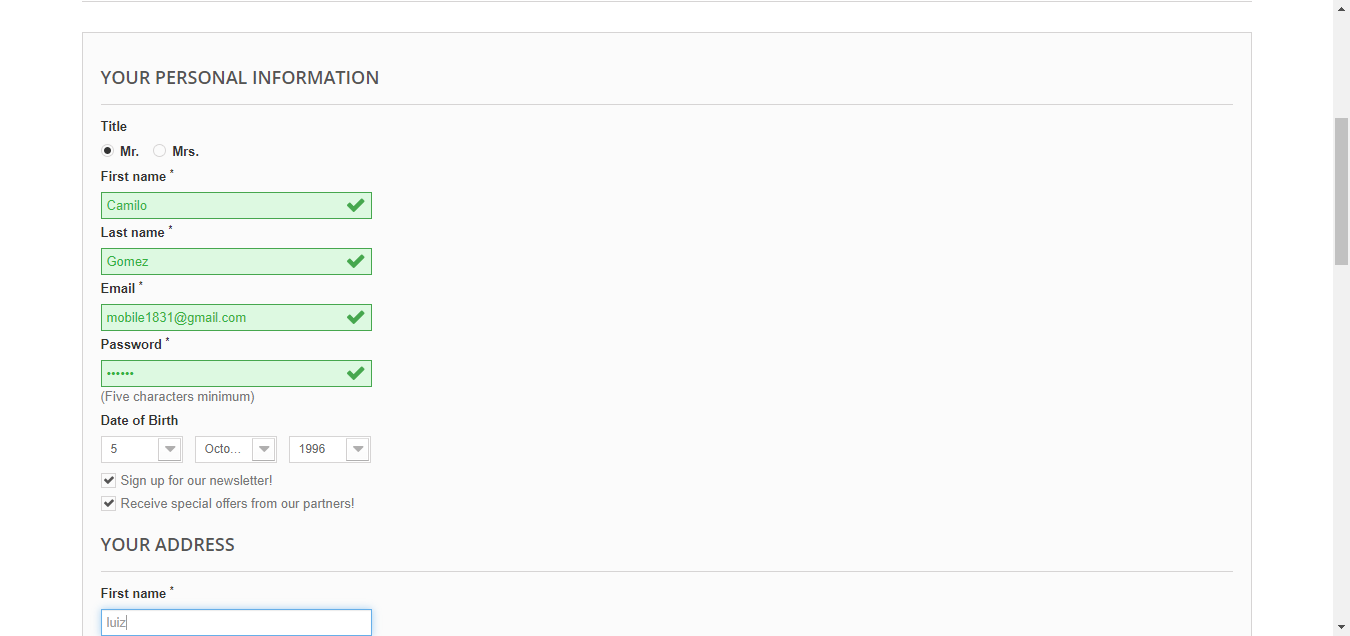 YOUR PERSONAL INFORMATION
Title
Mr. Mrs.
First name *
Camilo
Last name *
Gomez
Email *
mobile1831@gmail.com
Password *
••••••
(Five characters minimum)
Date of Birth
5 Octo... 1996
Sign up for our newsletter!
Receive special offers from our partners!
YOUR ADDRESS
First name *
luiz